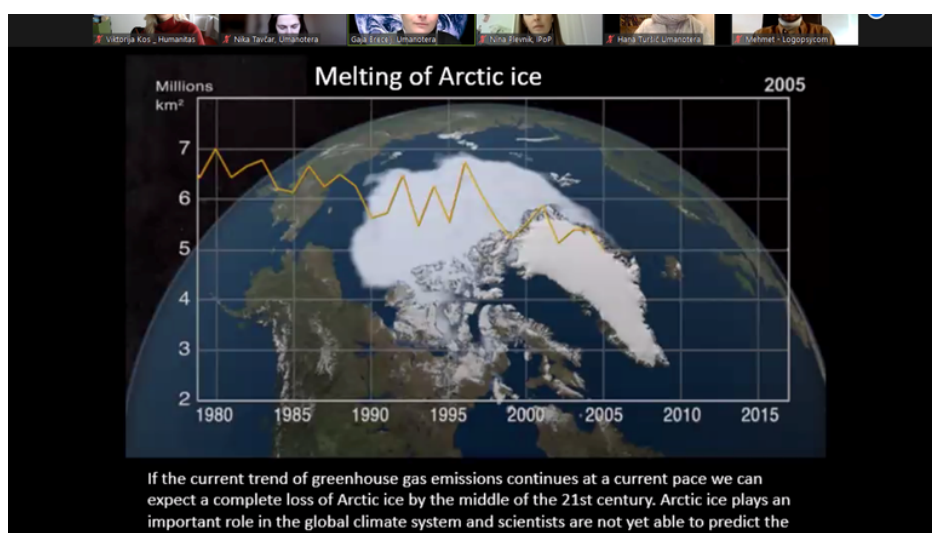 Viktorija Kos _ Humanitas
Nika Tavčar, Umanotera
Umanotera
Nina Plevnik, IPoP
Hana Turšič Umanotera
Mehmet - Logopsycom
Melting of Arctic ice
2005
Millions
km²
7
6
5
4
3
2
1980 1985 1990 1995 2000 2005 2010 2015
If the current trend of greenhouse gas emissions continues at a current pace we can
expect a complete loss of Arctic ice by the middle of the 21st century. Arctic ice plays an
important role in the global climate system and scientists are not yet able to predict the